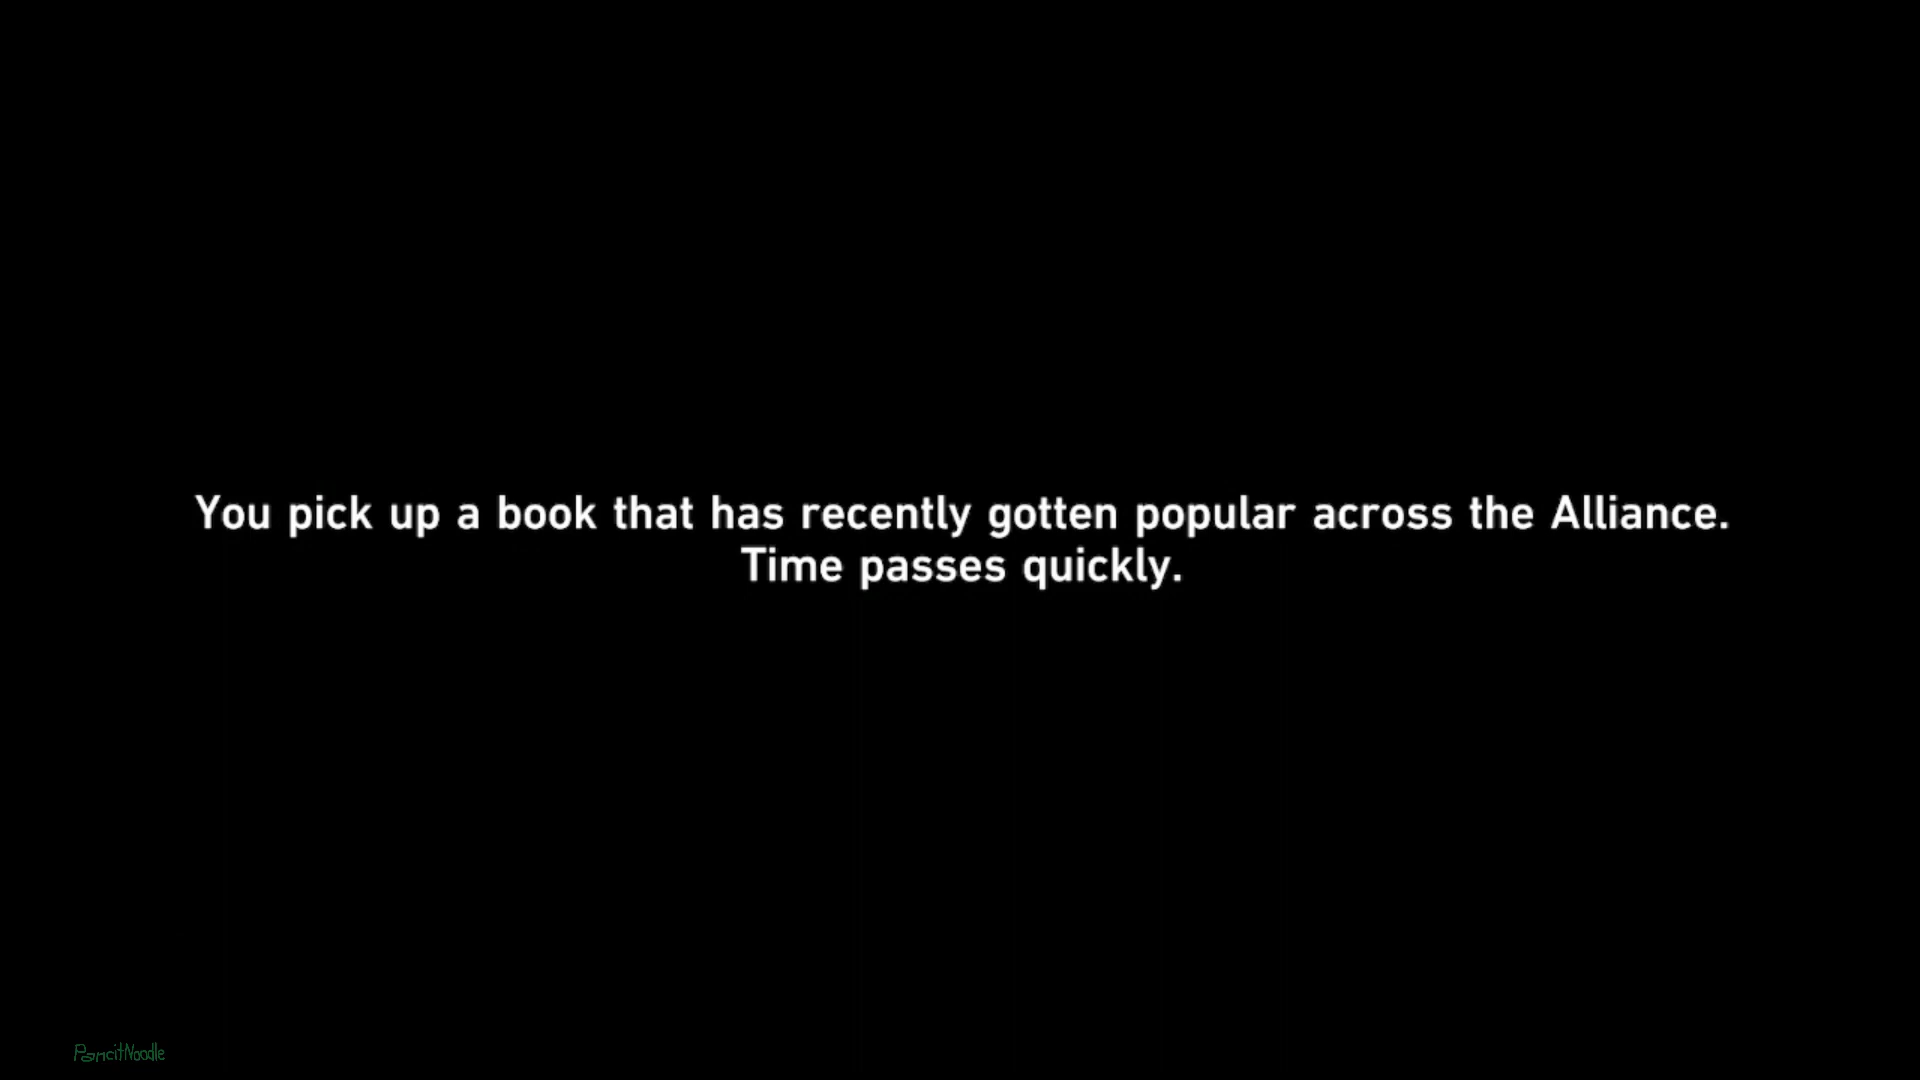 You pick up a book that has recently gotten popular across the Alliance.
Time passes quickly.
PancitNoodle